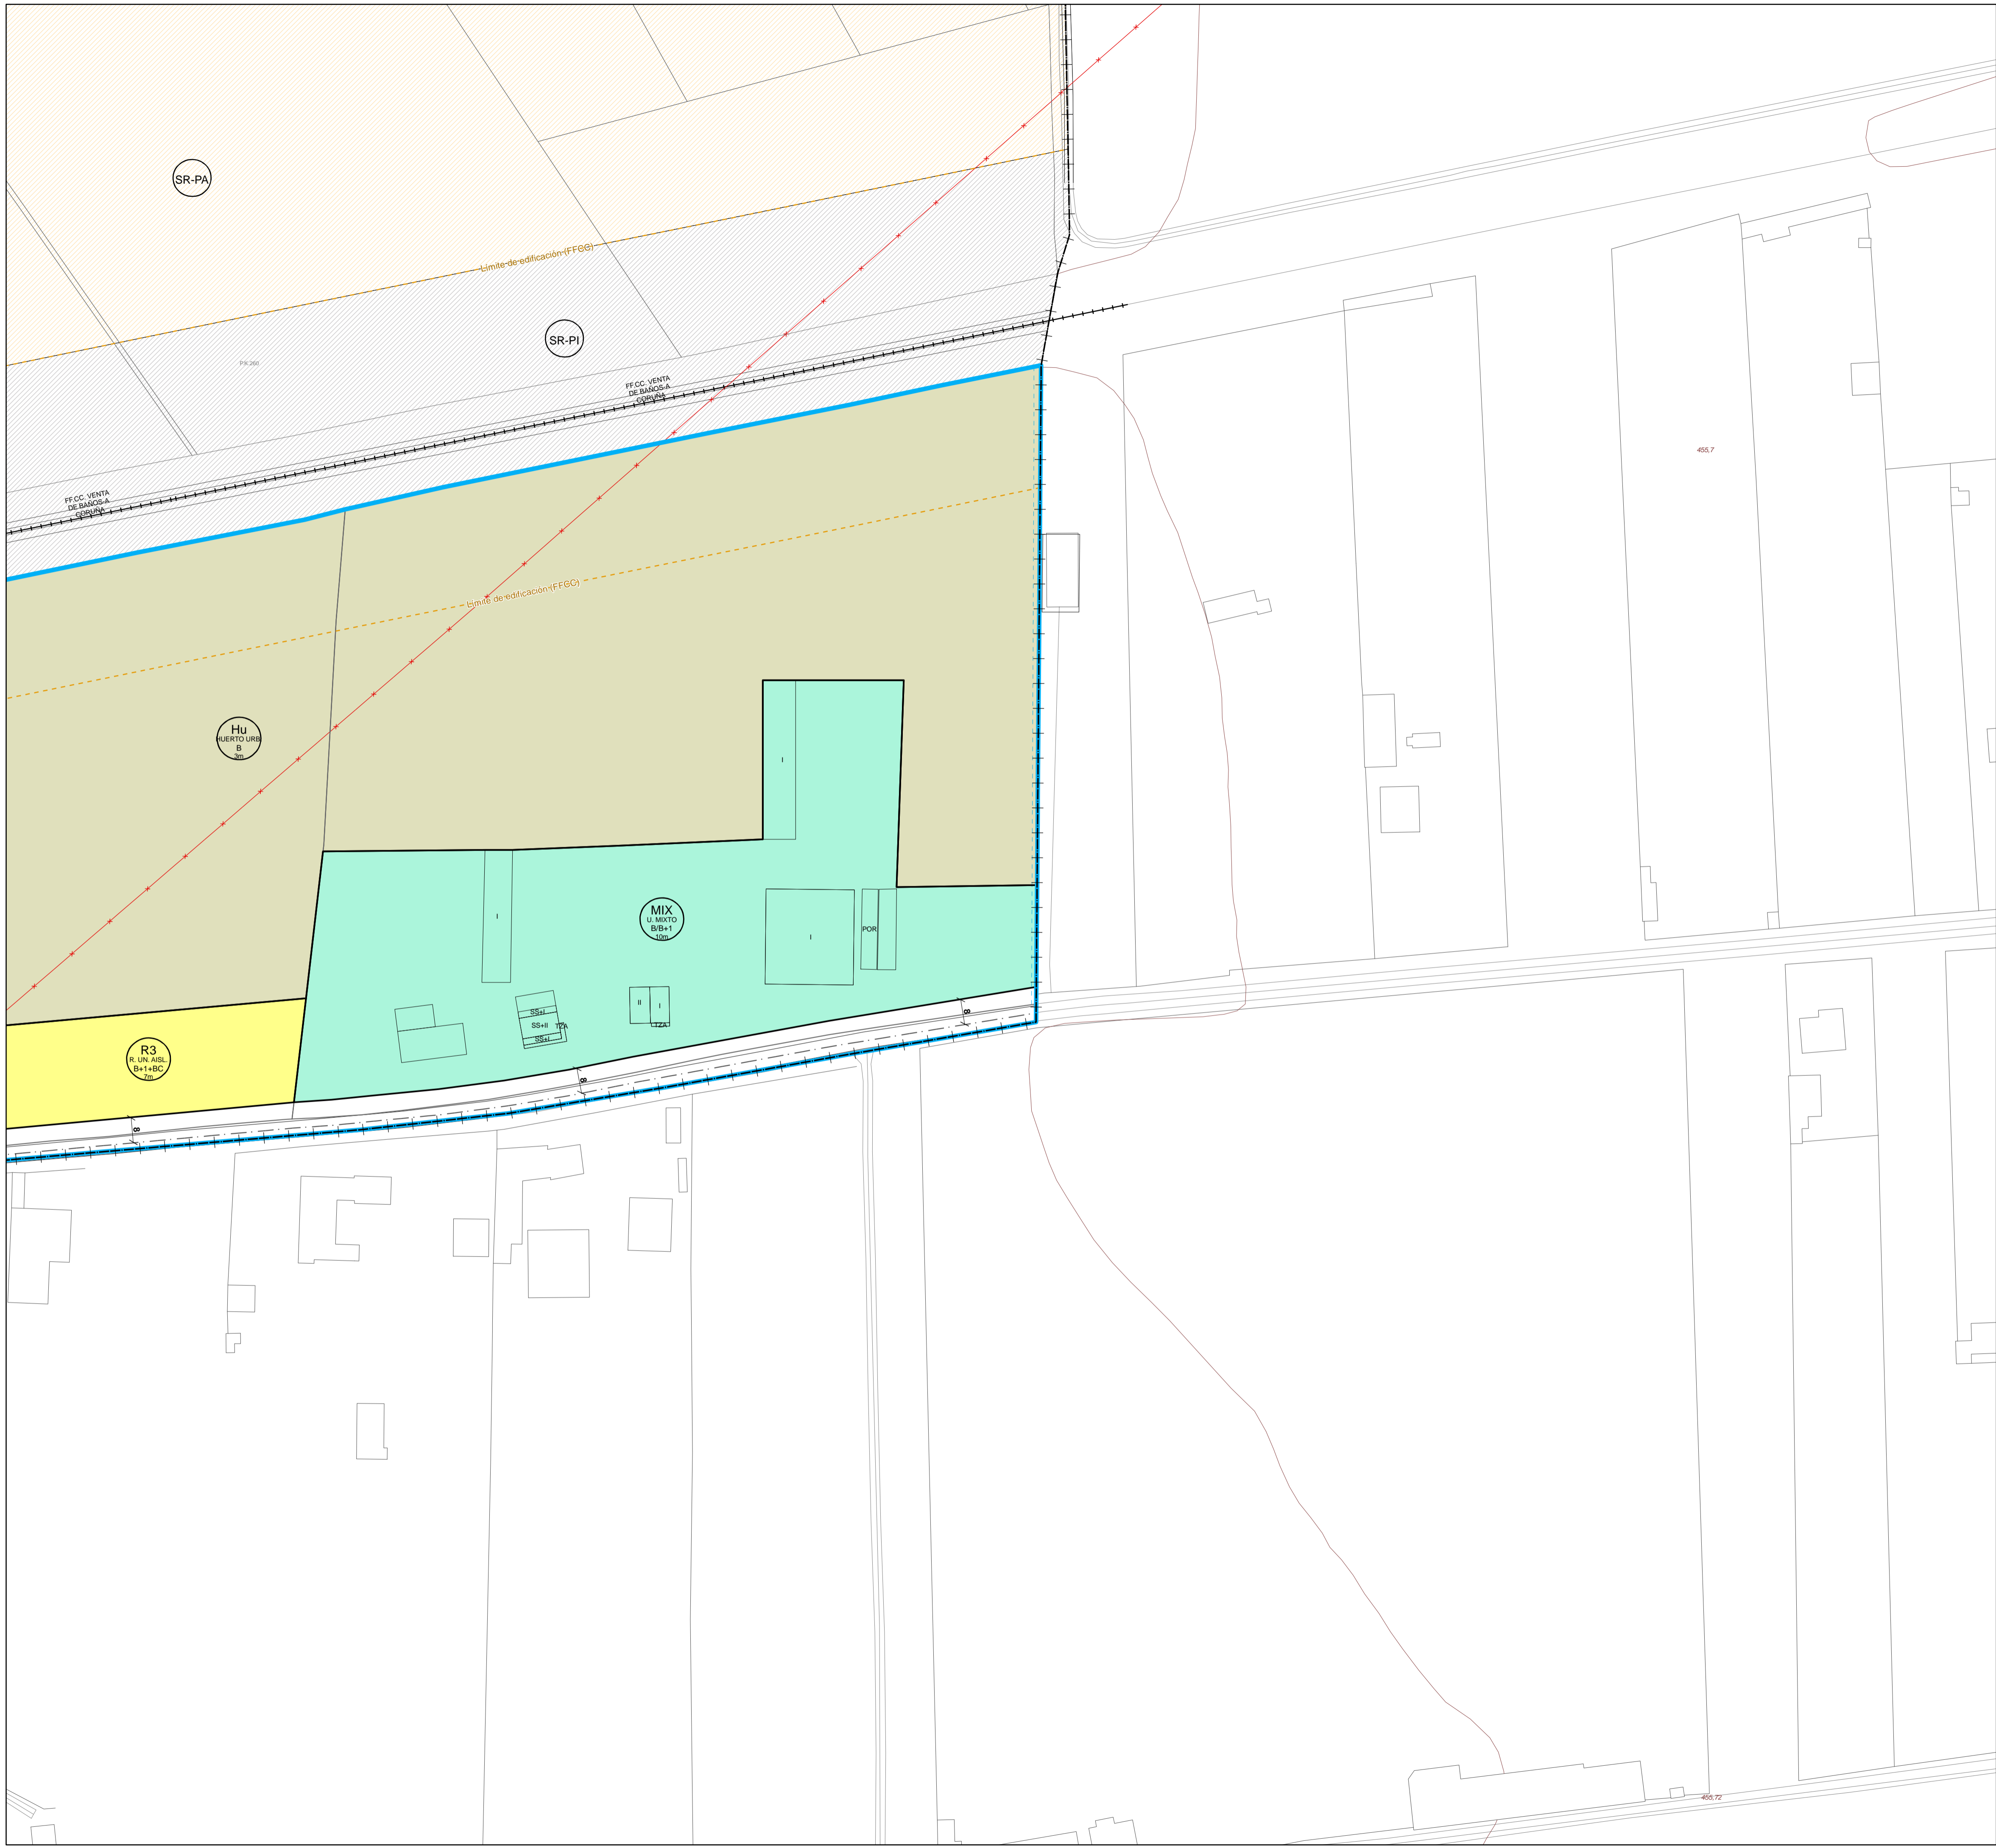 SR-PA
Límite de edificación (FFCC)
SR-PI
P.K.260
FF.CC. VENTA
DE BAÑOS-A
CORUÑA
455,7
FF.CC. VENTA
DE BAÑOS-A
CORUÑA
Límite de edificación (FFCC)
Hu
HUERTO URB.
B
3m
I
MIX
U. MIXTO
B/B+1
10m
I
I
POR
II
I
TZA
SS+I
SS+II
TZA
SS+I
8
R3
R. UN. AISL.
B+1+BC
7m
8
8
455,72